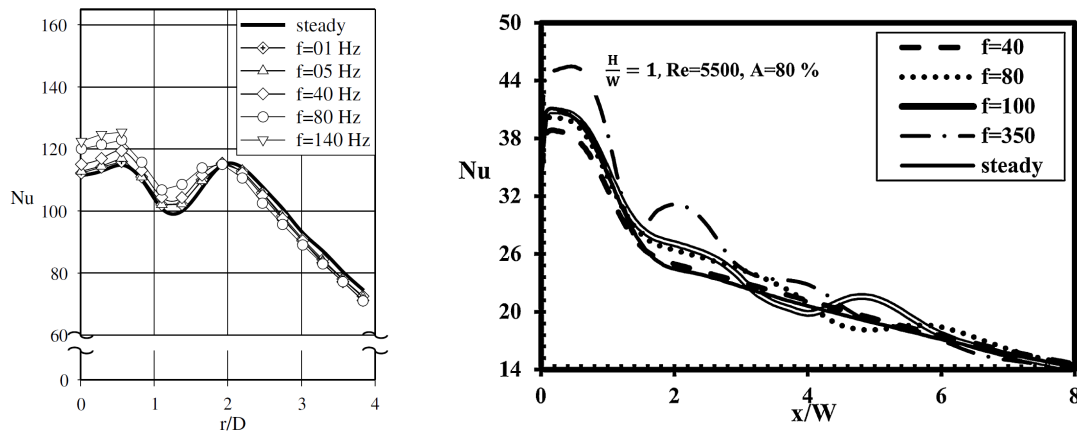 160
140
120
Nu
100
80
60
0
0
1
2
3
4
r/D
steady
f=01 Hz
f=05 Hz
f=40 Hz
f=80 Hz
f=140 Hz
50
44
38
Nu
32
26
20
14
0
2
4
6
8
x/W
H/W = 1, Re=5500, A=80 %
f=40
f=80
f=100
f=350
steady